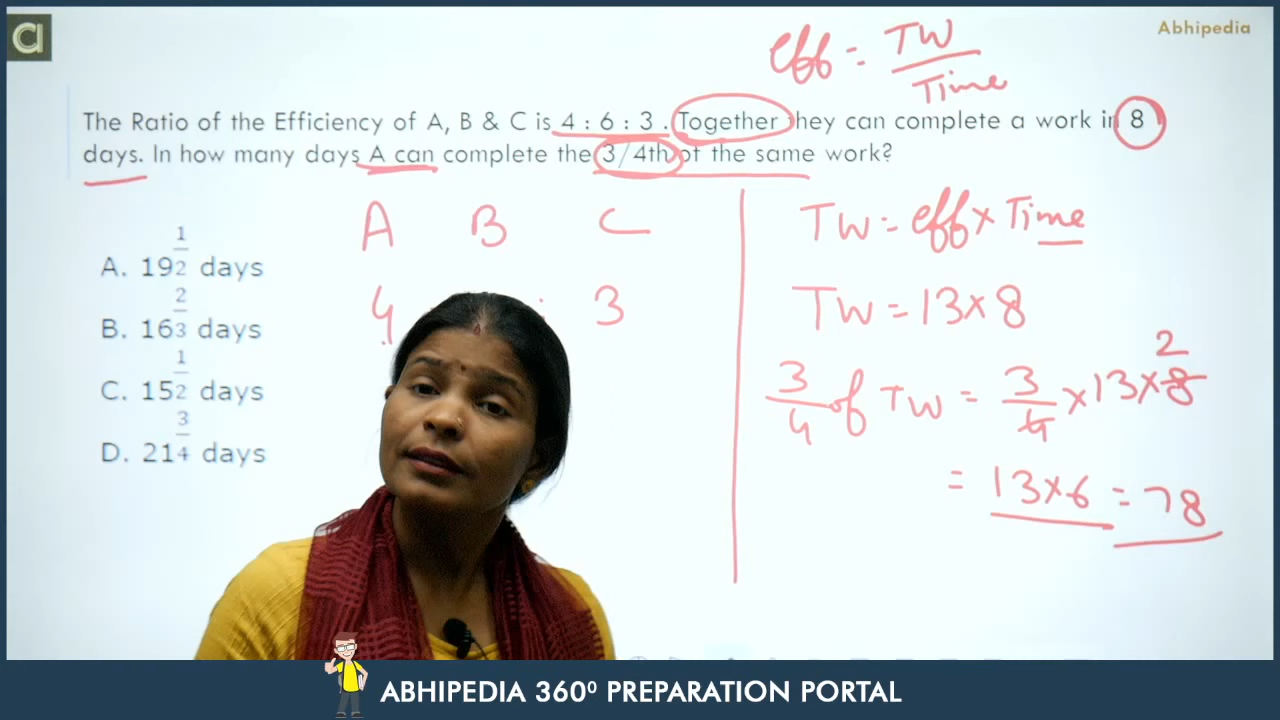 Abhipedia
eff = TW / Time
The Ratio of the Efficiency of A, B & C is 4 : 6 : 3 . Together they can complete a work in 8
days. In how many days A can complete the 3/4th of the same work?
A. 19 1/2 days
B. 16 2/3 days
C. 15 1/2 days
D. 21 3/4 days
A B C
4 : 3
TW = eff × Time
TW = 13 × 8
3/4 of TW = 3/4 × 13 × 8 2
= 13 × 6 = 78
ABHIPEDIA 360⁰ PREPARATION PORTAL